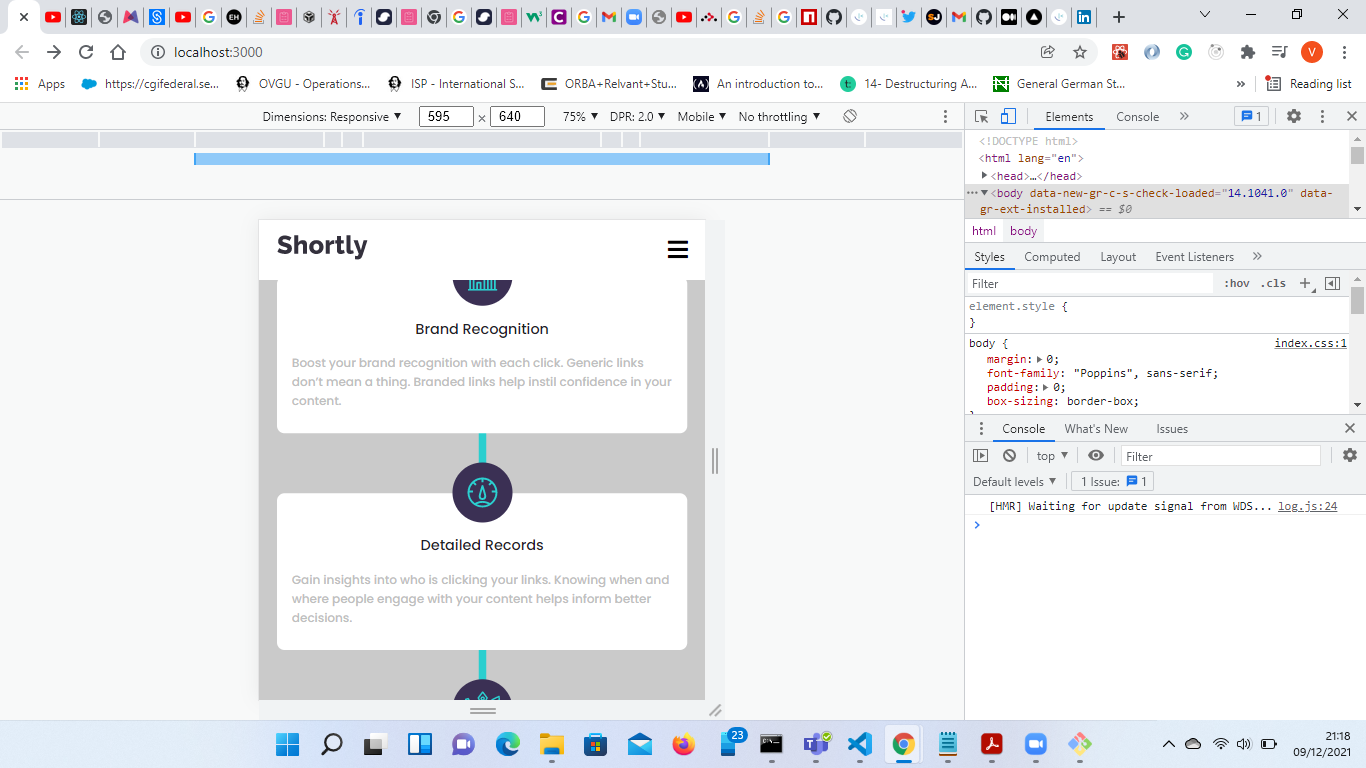 EH
SJ
localhost:3000
V
Apps
https://cgifederal.se...
OVGU - Operations...
ISP - International S...
ORBA+Relvant+Stu...
An introduction to...
14- Destructuring A...
General German St...
»
Reading list
Dimensions: Responsive ▼
595 × 640
75% ▼
DPR: 2.0 ▼
Mobile ▼
No throttling ▼
Elements
Console
»
1
<!DOCTYPE html>
<html lang="en">
<head>…</head>
<body data-new-gr-c-s-check-loaded="14.1041.0" data-
gr-ext-installed> == $0
html body
Styles
Computed
Layout
Event Listeners
»
Filter
:hov .cls
element.style {
}
body {
index.css:1
margin: 0;
font-family: "Poppins", sans-serif;
padding: 0;
box-sizing: border-box;
Console
What's New
Issues
top ▼
Filter
Default levels ▼
1 Issue: 1
[HMR] Waiting for update signal from WDS...
log.js:24
Shortly
Brand Recognition
Boost your brand recognition with each click. Generic links
don't mean a thing. Branded links help instil confidence in your
content.
Detailed Records
Gain insights into who is clicking your links. Knowing when and
where people engage with your content helps inform better
decisions.
23
21:18
09/12/2021